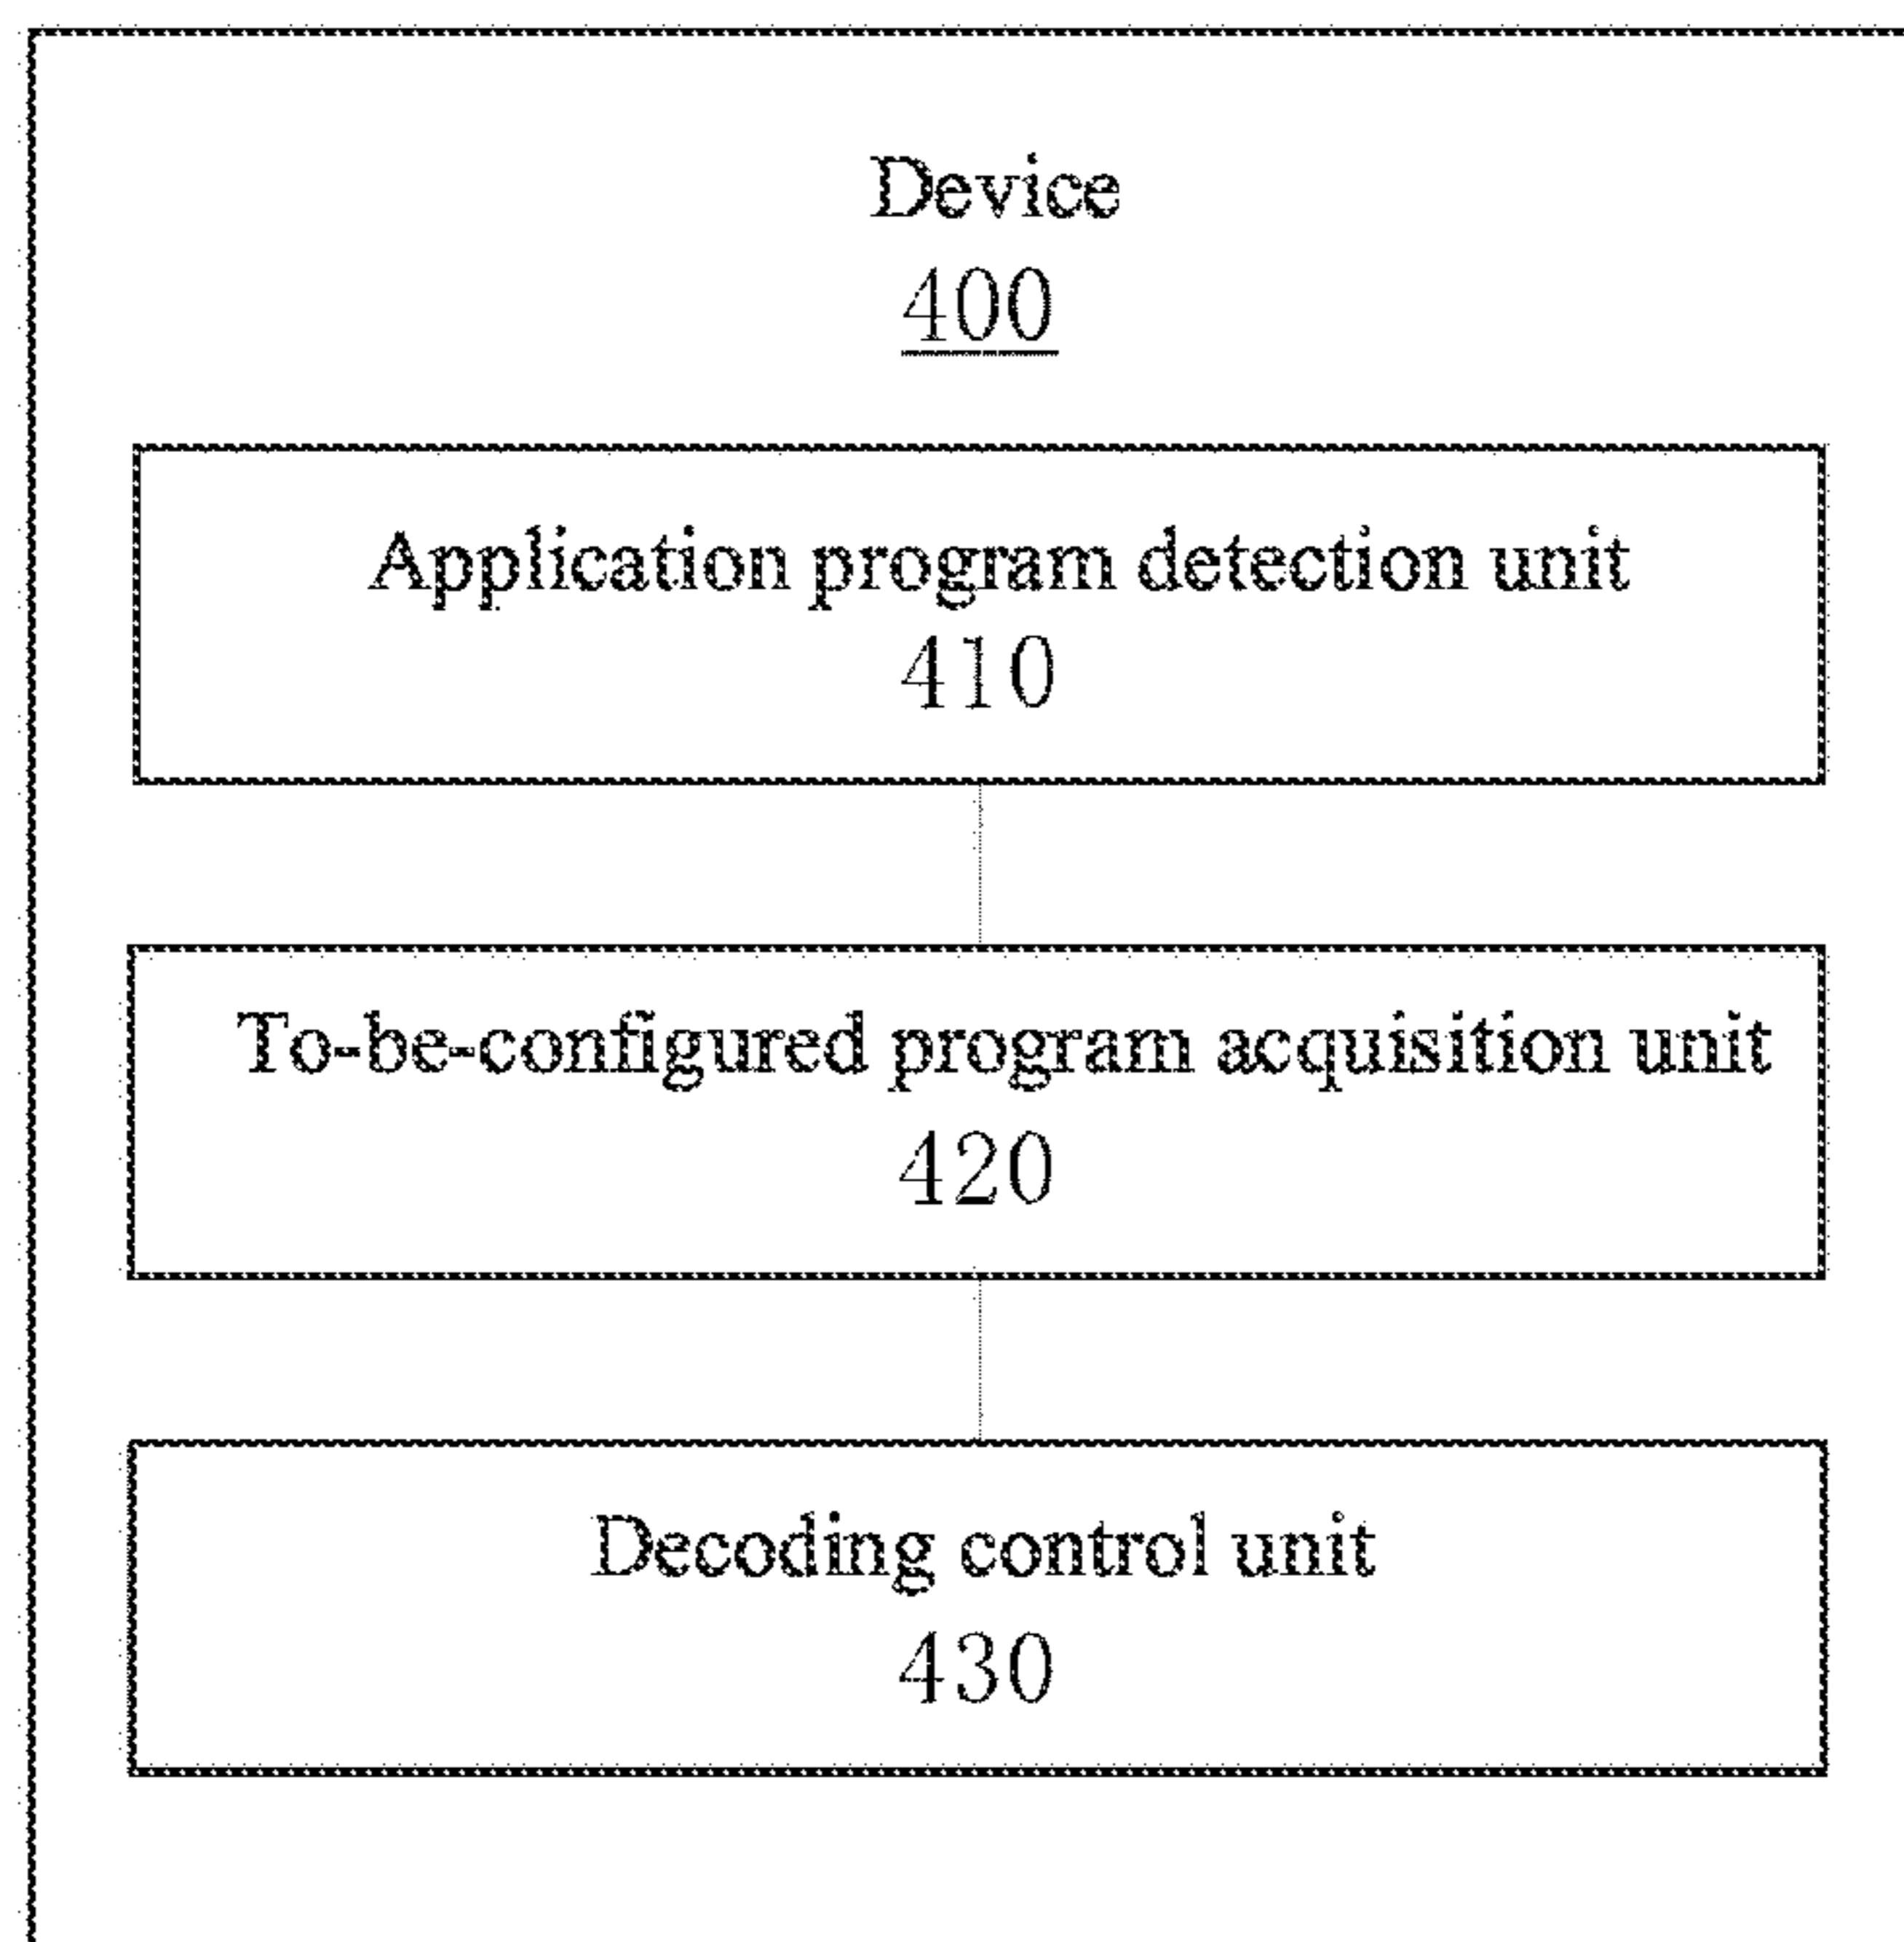 Device
400
Application program detection unit
410
To-be-configured program acquisition unit
420
Decoding control unit
430